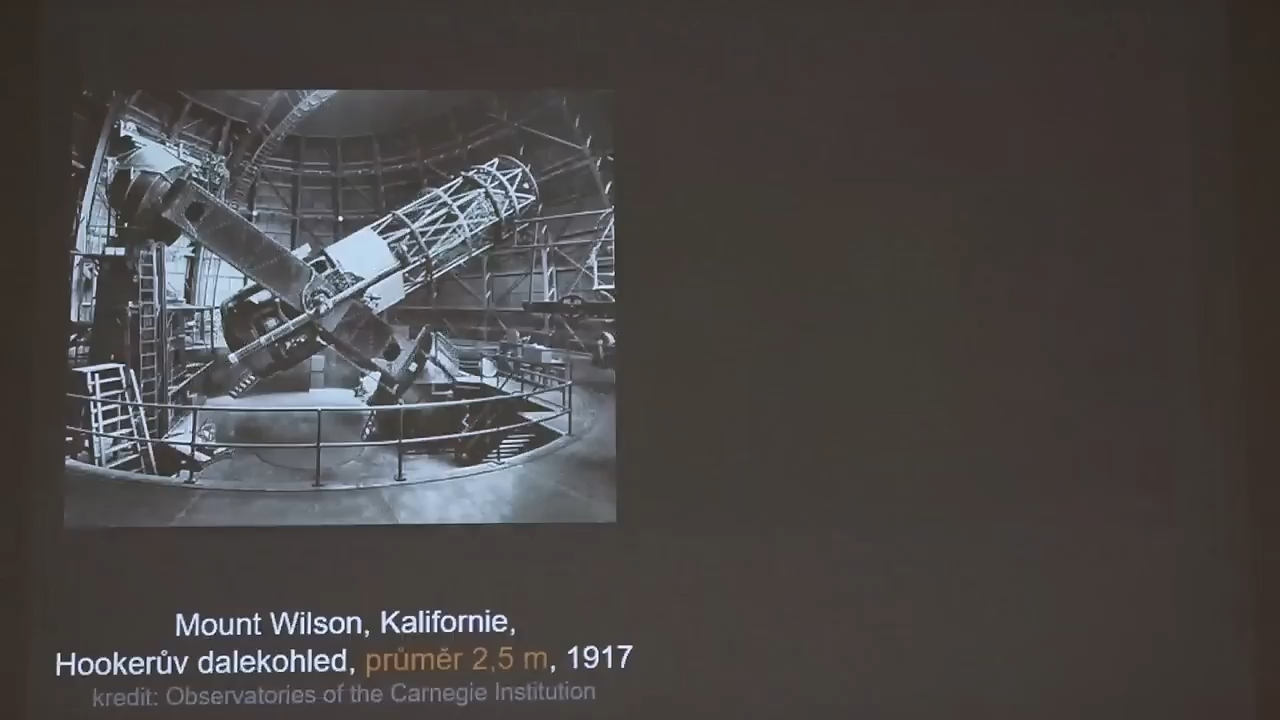 Mount Wilson, Kalifornie,
Hookerův dalekohled, průměr 2,5 m, 1917
kredit: Observatories of the Carnegie Institution